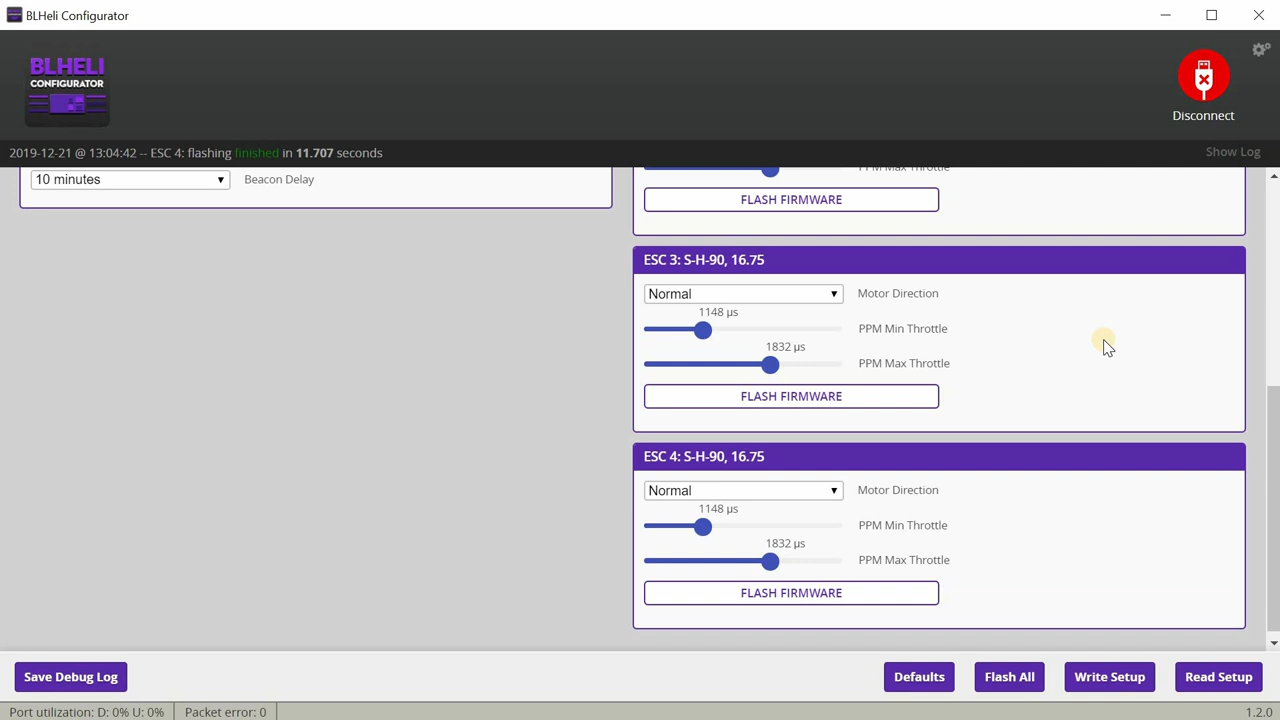 BLHeli Configurator
BLHELI
CONFIGURATOR
Disconnect
2019-12-21 @ 13:04:42 -- ESC 4: flashing finished in 11.707 seconds
Show Log
10 minutes Beacon Delay
PPM Max Throttle
FLASH FIRMWARE
ESC 3: S-H-90, 16.75
Normal Motor Direction
1148 µs
PPM Min Throttle
1832 µs
PPM Max Throttle
FLASH FIRMWARE
ESC 4: S-H-90, 16.75
Normal Motor Direction
1148 µs
PPM Min Throttle
1832 µs
PPM Max Throttle
FLASH FIRMWARE
Save Debug Log Defaults Flash All Write Setup Read Setup
Port utilization: D: 0% U: 0% Packet error: 0 1.2.0